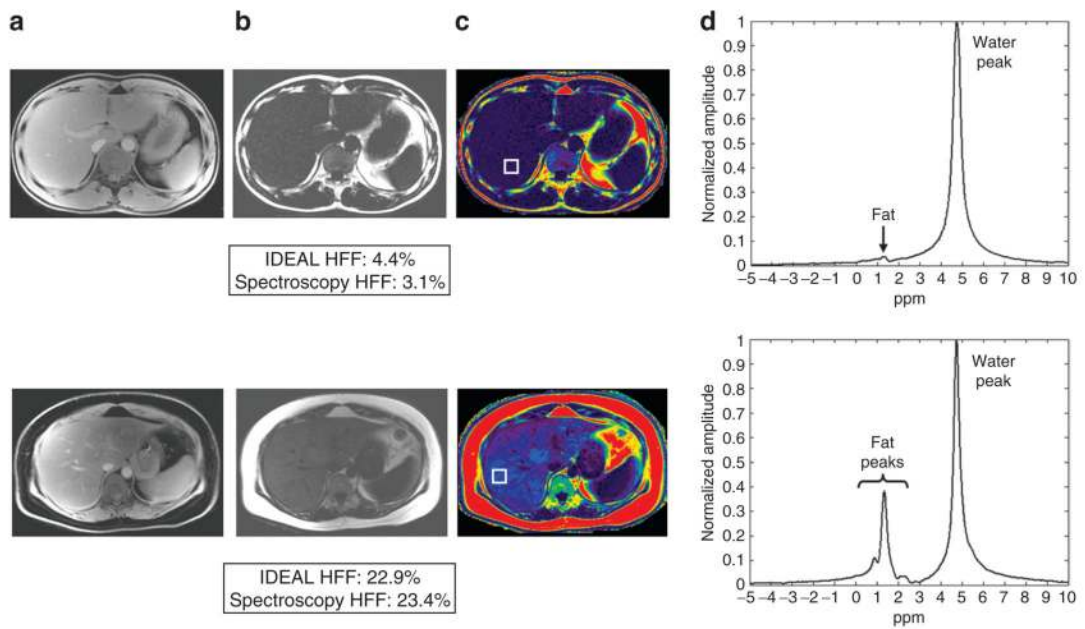 a
b
c
d
IDEAL HFF: 4.4%
Spectroscopy HFF: 3.1%
Normalized amplitude
1
0.9
0.8
0.7
0.6
0.5
0.4
0.3
0.2
0.1
0
Water
peak
Fat
−5 −4 −3 −2 −1 0 1 2 3 4 5 6 7 8 9 10
ppm
IDEAL HFF: 22.9%
Spectroscopy HFF: 23.4%
Normalized amplitude
1
0.9
0.8
0.7
0.6
0.5
0.4
0.3
0.2
0.1
0
Water
peak
Fat
peaks
−5 −4 −3 −2 −1 0 1 2 3 4 5 6 7 8 9 10
ppm